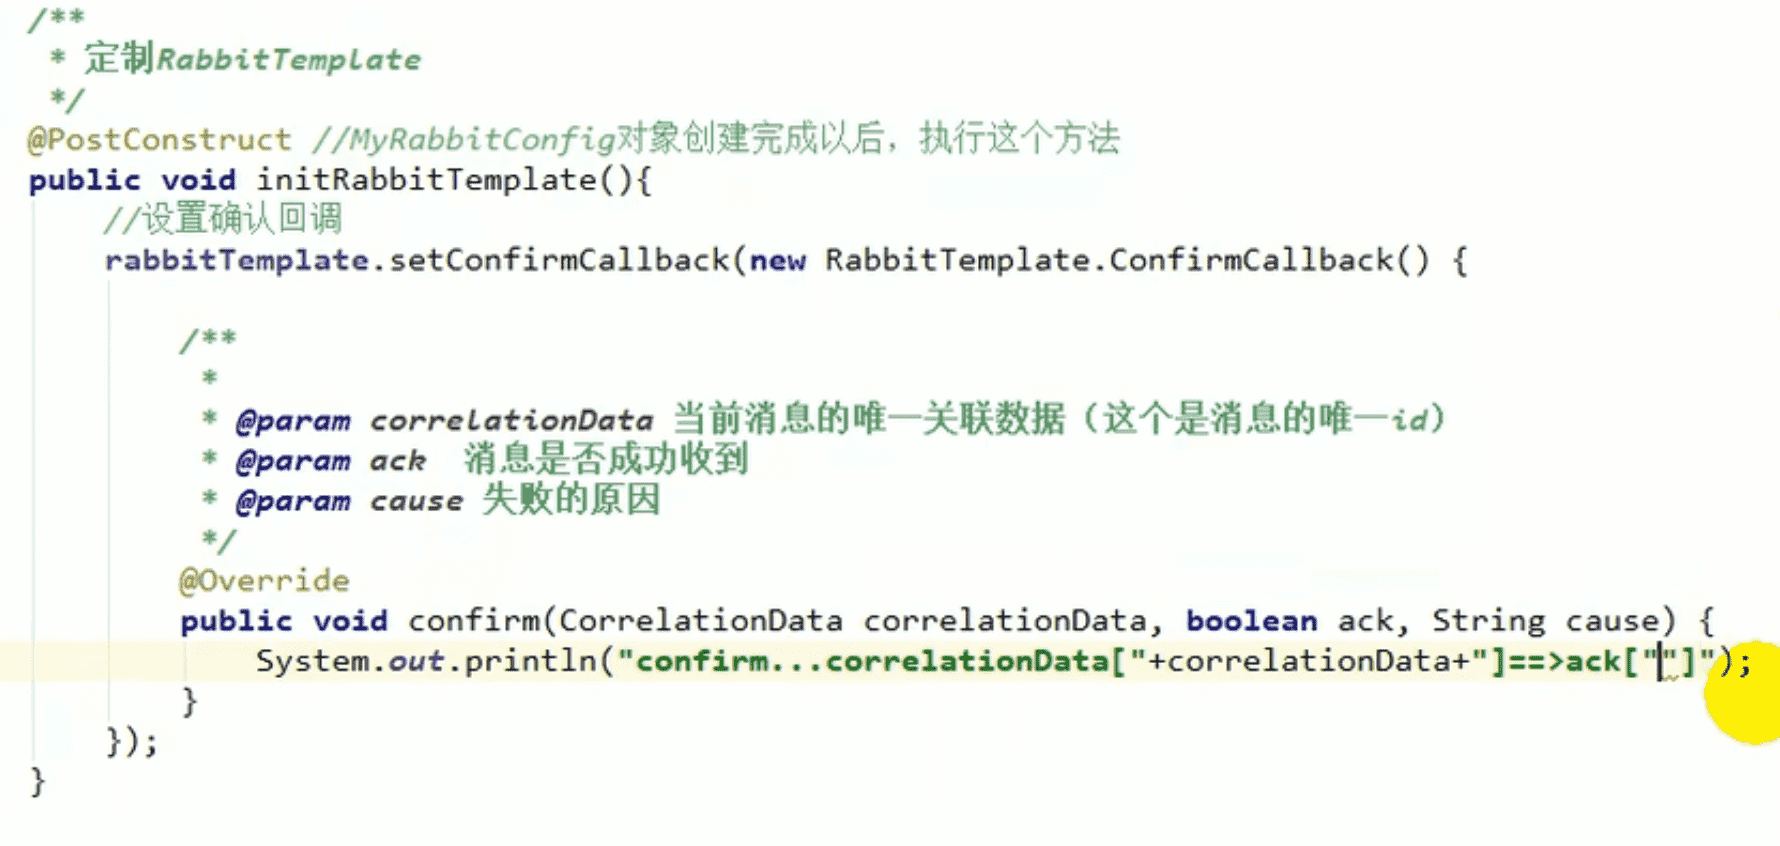 /**
 * 定制RabbitTemplate
 */
@PostConstruct //MyRabbitConfig对象创建完成以后，执行这个方法
public void initRabbitTemplate(){
    //设置确认回调
    rabbitTemplate.setConfirmCallback(new RabbitTemplate.ConfirmCallback() {
        /**
         *
         * @param correlationData 当前消息的唯一关联数据（这个是消息的唯一id）
         * @param ack  消息是否成功收到
         * @param cause 失败的原因
         */
        @Override
        public void confirm(CorrelationData correlationData, boolean ack, String cause) {
            System.out.println("confirm...correlationData["+correlationData+"]==>ack[""]");
        }
    });
}